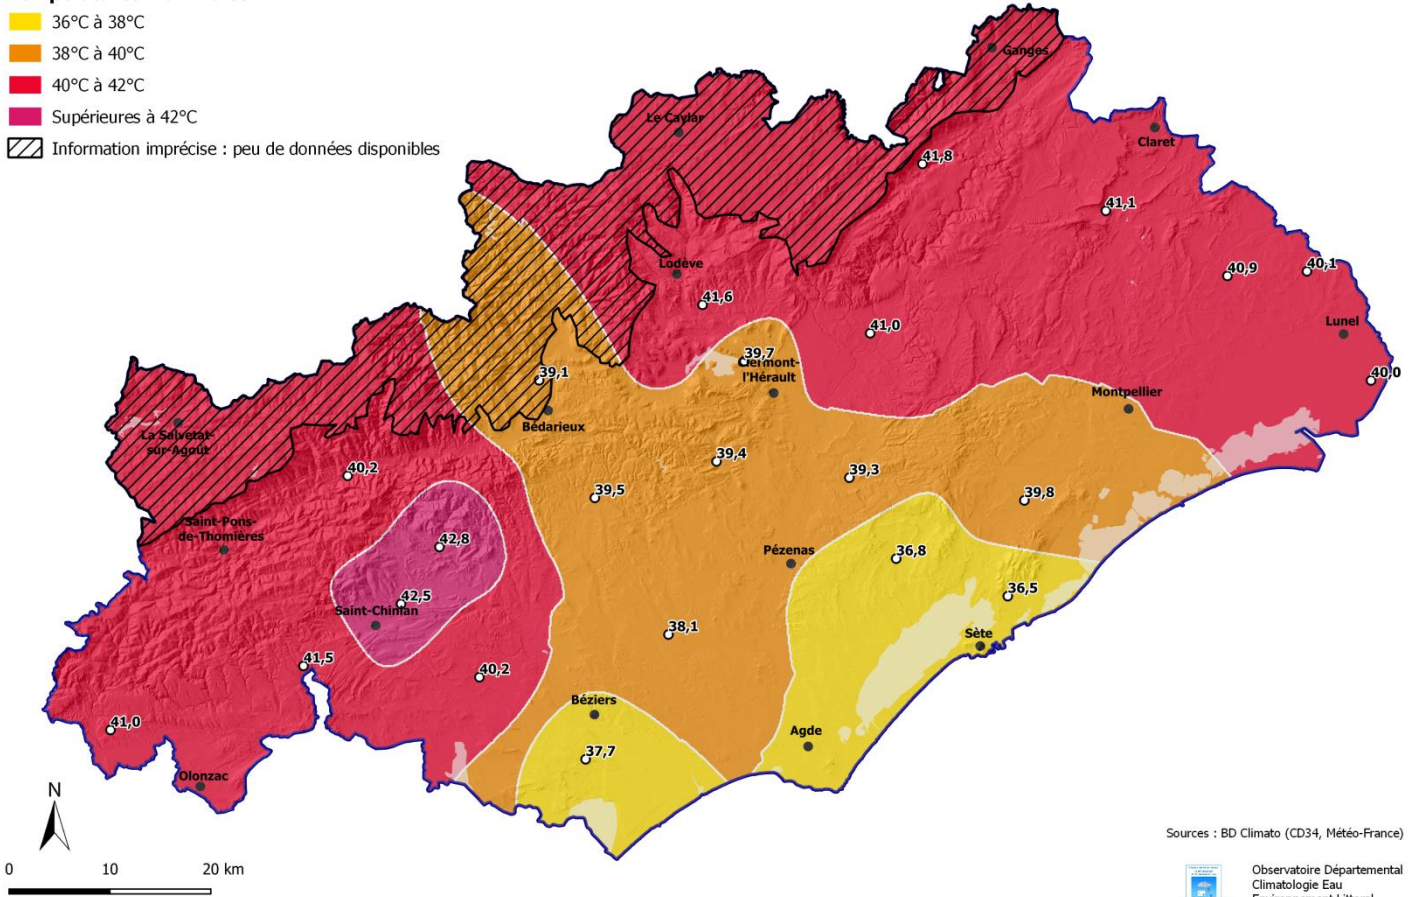 36°C à 38°C
38°C à 40°C
40°C à 42°C
Supérieures à 42°C
Information imprécise : peu de données disponibles
Ganges
Le Caylar
Claret
41,8
41,1
Lodève
40,9
40,1
41,6
41,0
Lunel
39,7
l'Hérault
39,1
40,0
Montpellier
Bédarieux
La Salvetat-
sur-Agout
40,2
39,4
39,3
39,5
39,8
Saint-Pons-
de-Thomières
42,8
Pézenas
36,8
42,5
36,5
Saint-Chinian
38,1
Sète
41,5
40,2
Béziers
41,0
Agde
37,7
Olonzac
N
0 10 20 km
Sources : BD Climato (CD34, Météo-France)
Observatoire Départemental
Climatologie Eau